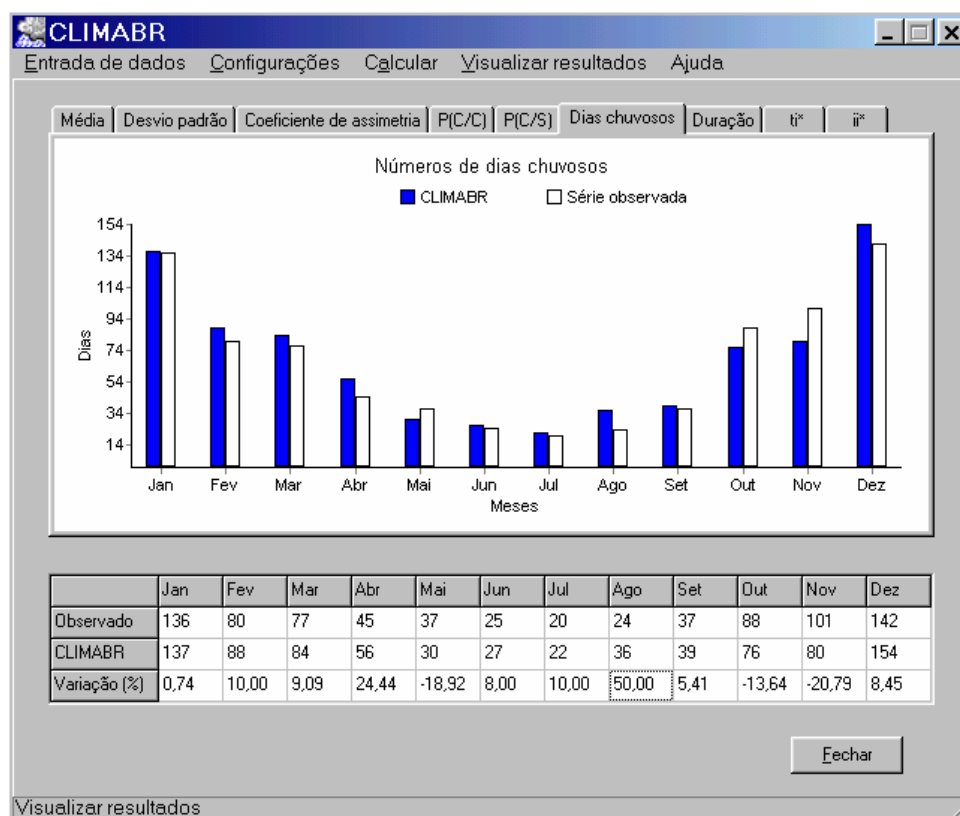 CLIMABR
Entrada de dados Configurações Calcular Visualizar resultados Ajuda
Média Desvio padrão Coeficiente de assimetria P(C/C) P(C/S) Dias chuvosos Duração ti* ii*
Números de dias chuvosos
CLIMABR Série observada
154
134
114
94
74
54
34
14
Dias
Jan Fev Mar Abr Mai Jun Jul Ago Set Out Nov Dez
Meses
Jan Fev Mar Abr Mai Jun Jul Ago Set Out Nov Dez
Observado 136 80 77 45 37 25 20 24 37 88 101 142
CLIMABR 137 88 84 56 30 27 22 36 39 76 80 154
Variação (%) 0,74 10,00 9,09 24,44 -18,92 8,00 10,00 50,00 5,41 -13,64 -20,79 8,45
Fechar
Visualizar resultados